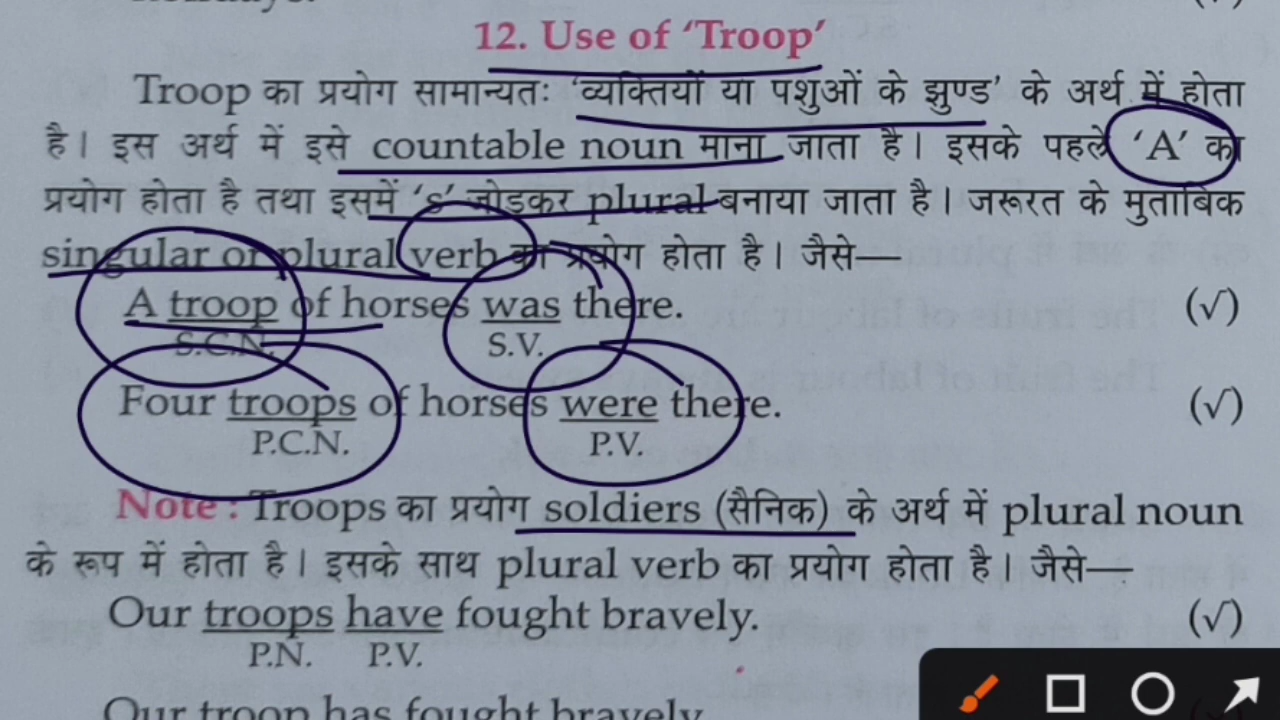 12. Use of ‘Troop’
Troop का प्रयोग सामान्यतः ‘व्यक्तियों या पशुओं के झुण्ड’ के अर्थ में होता
है। इस अर्थ में इसे countable noun माना जाता है। इसके पहले ‘A’ का
प्रयोग होता है तथा इसमें ‘s’ जोड़कर plural बनाया जाता है। जरूरत के मुताबिक
singular or plural verb का प्रयोग होता है। जैसे—
A troop of horses was there. (√)
S.C.N. S.V.
Four troops of horses were there. (√)
P.C.N. P.V.
Note : Troops का प्रयोग soldiers (सैनिक) के अर्थ में plural noun
के रूप में होता है। इसके साथ plural verb का प्रयोग होता है। जैसे—
Our troops have fought bravely. (√)
P.N. P.V.
Our troop has fought bravely.